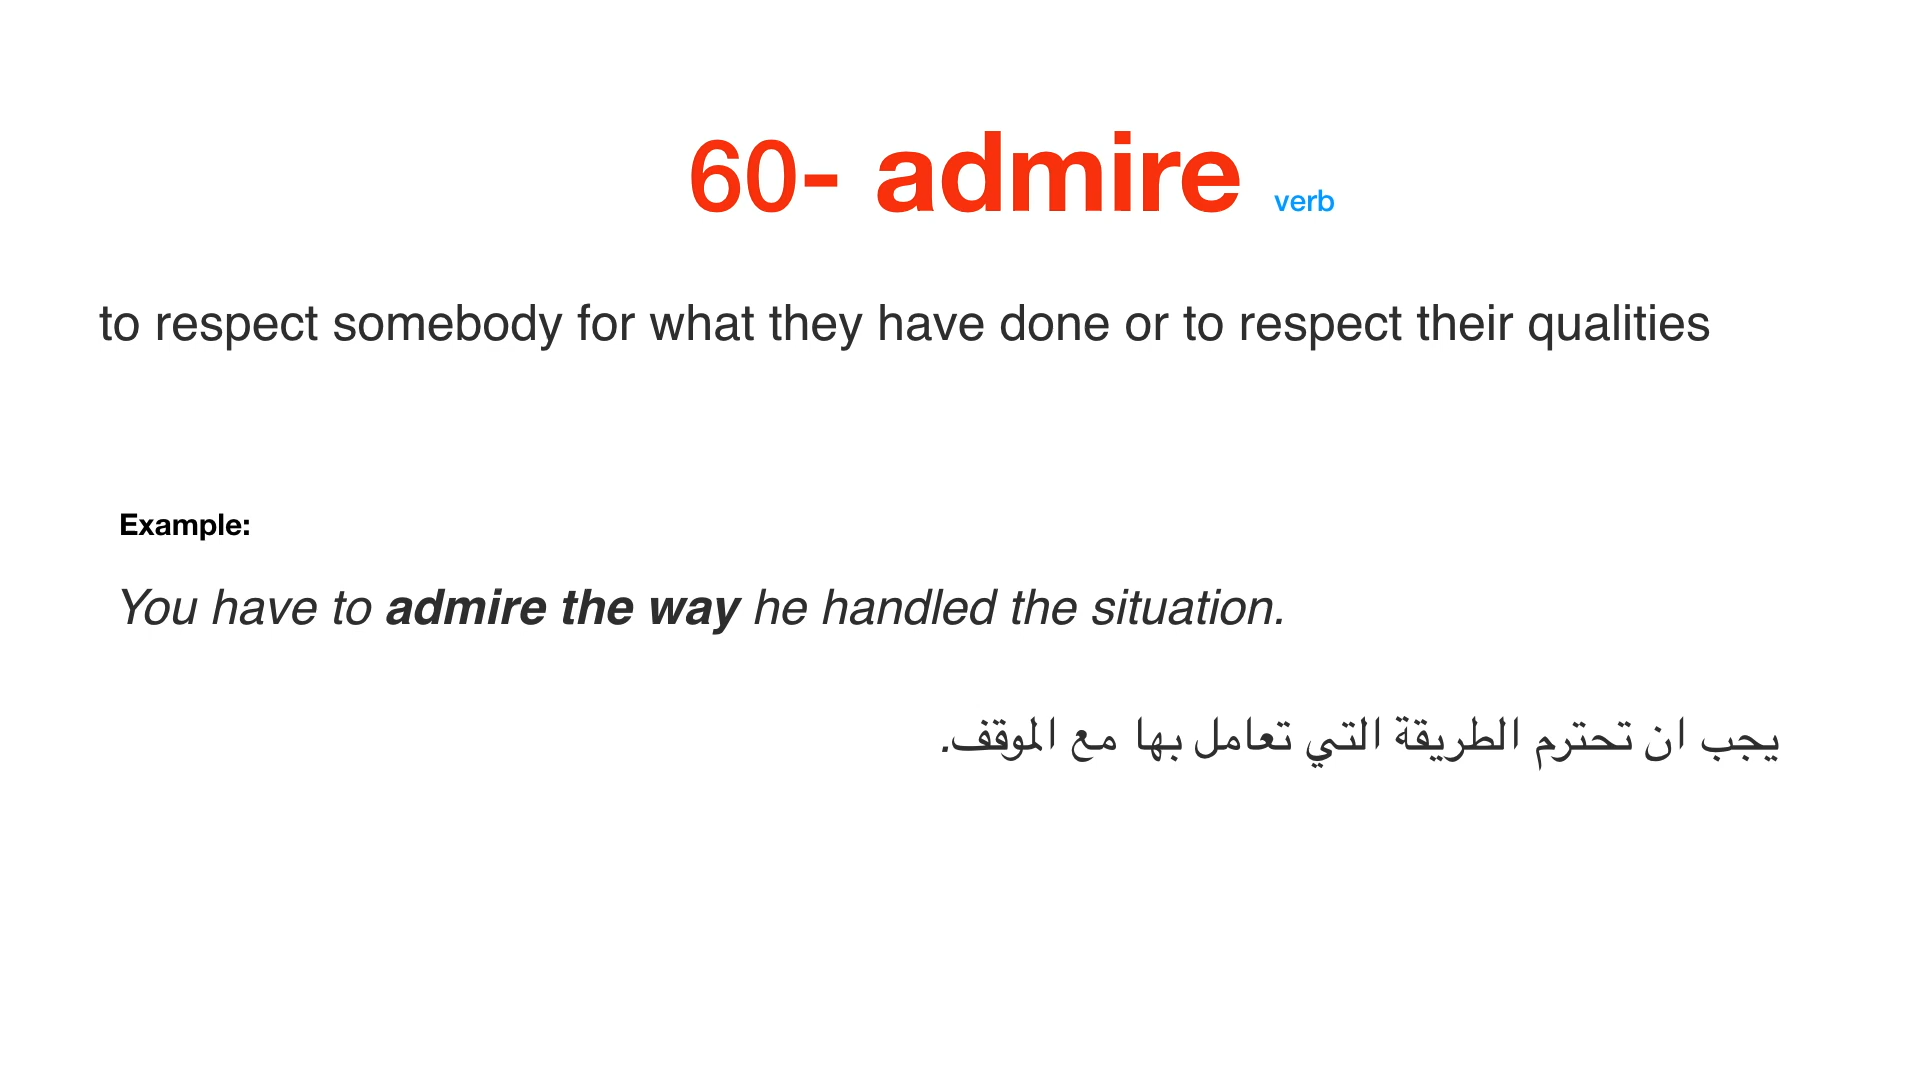 60- admire verb
to respect somebody for what they have done or to respect their qualities
Example:
You have to admire the way he handled the situation.
يجب ان تحترم الطريقة التي تعامل بها مع الموقف.